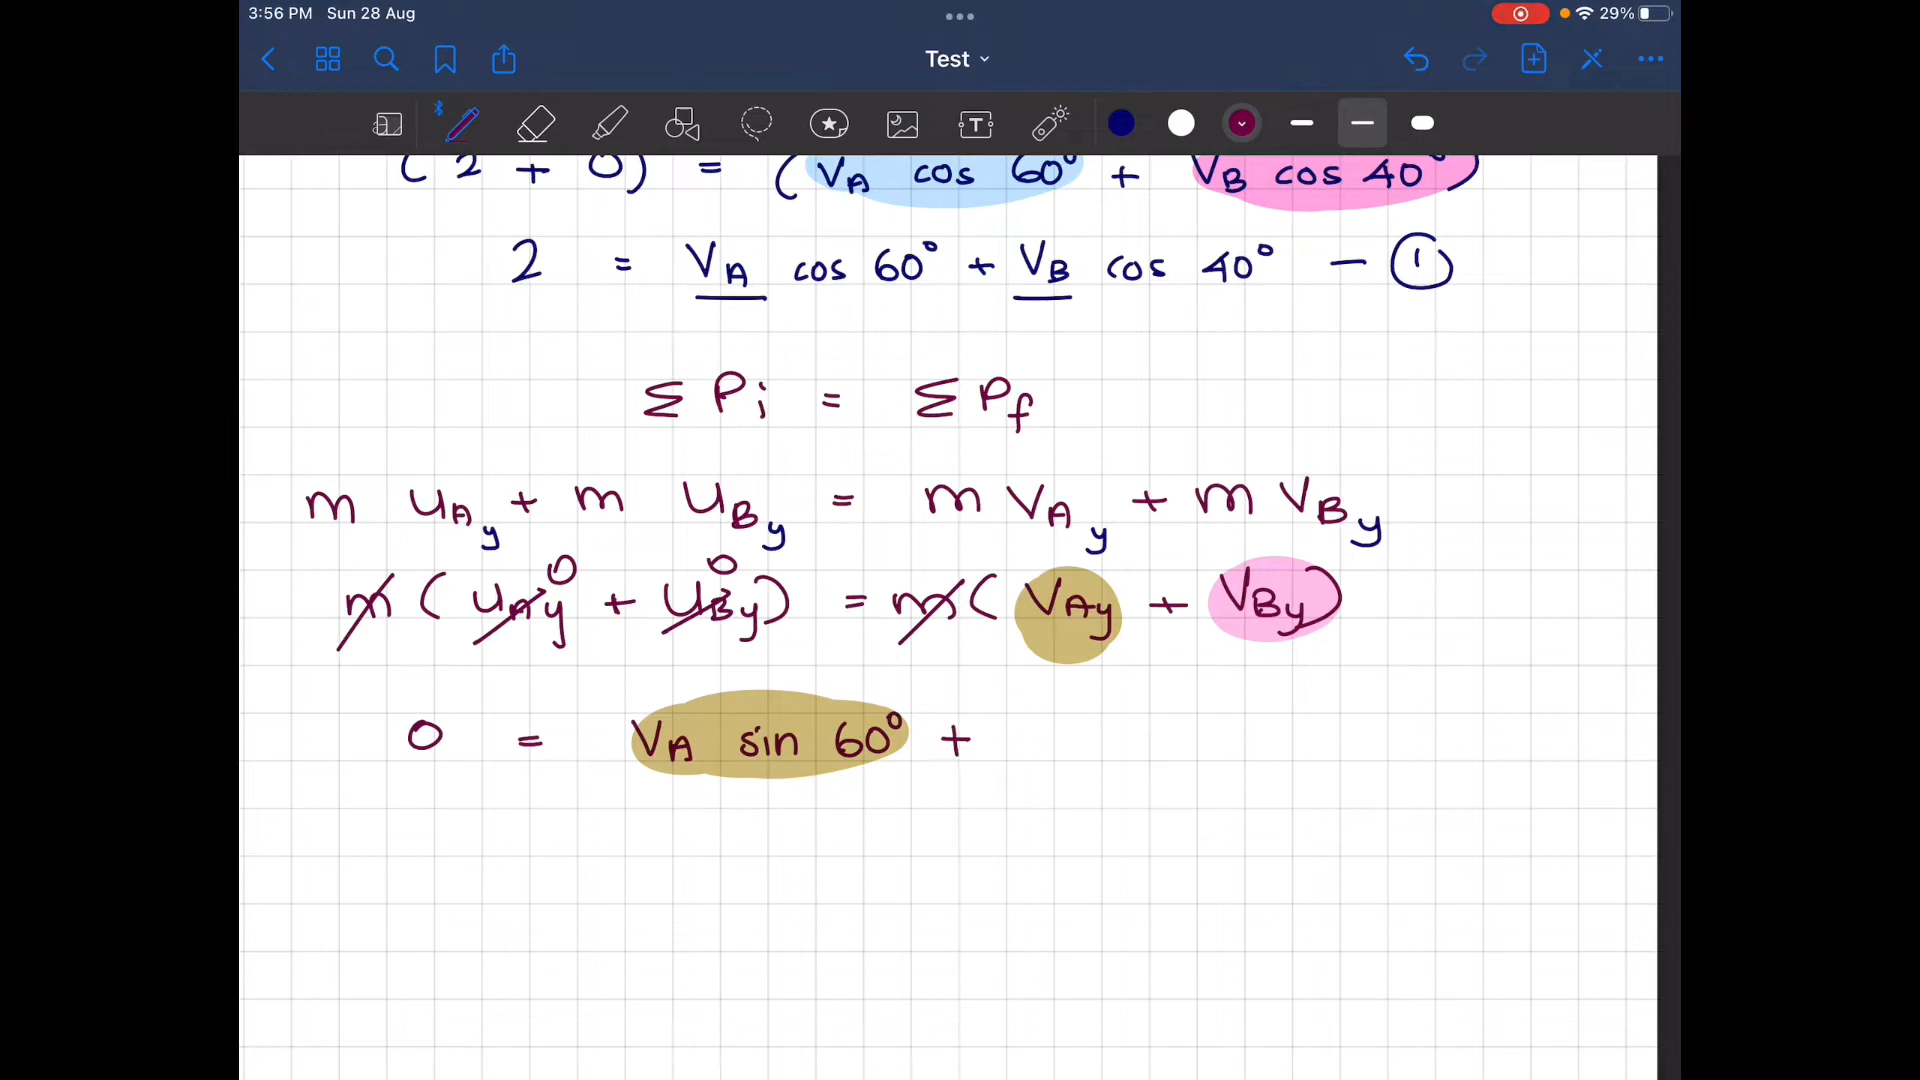 3:56 PM Sun 28 Aug 29%
Test
(2 + 0) = (VA cos 60° + VB cos 40°)
2 = VA cos 60° + VB cos 40° – ①
Σ Pi = Σ Pf
m uAy + m uBy = m VAy + m VBy
m ( uAy 0 + uBy 0 ) = m ( VAy + VBy )
0 = VA sin 60° +